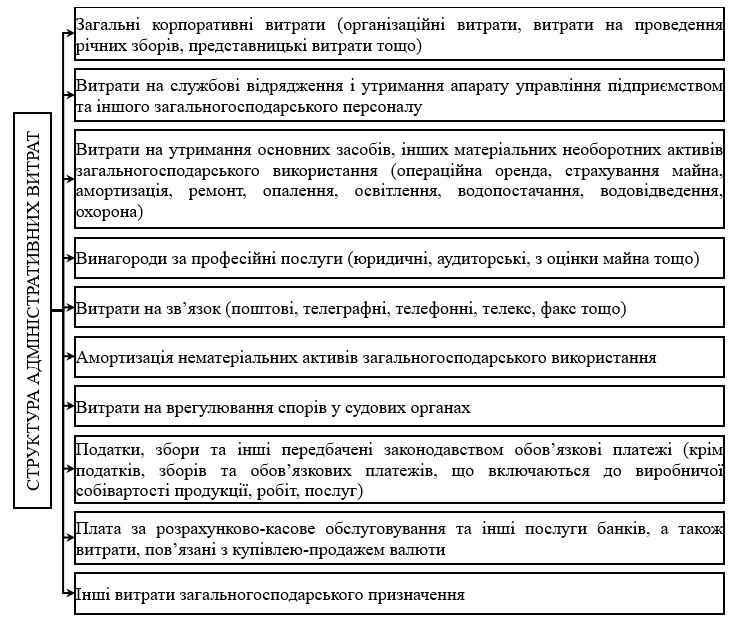 СТРУКТУРА АДМІНІСТРАТИВНИХ ВИТРАТ
Загальні корпоративні витрати (організаційні витрати, витрати на проведення
річних зборів, представницькі витрати тощо)
Витрати на службові відрядження і утримання апарату управління підприємством
та іншого загальногосподарського персоналу
Витрати на утримання основних засобів, інших матеріальних необоротних активів
загальногосподарського використання (операційна оренда, страхування майна,
амортизація, ремонт, опалення, освітлення, водопостачання, водовідведення,
охорона)
Винагороди за професійні послуги (юридичні, аудиторські, з оцінки майна тощо)
Витрати на зв’язок (поштові, телеграфні, телефонні, телекс, факс тощо)
Амортизація нематеріальних активів загальногосподарського використання
Витрати на врегулювання спорів у судових органах
Податки, збори та інші передбачені законодавством обов’язкові платежі (крім
податків, зборів та обов’язкових платежів, що включаються до виробничої
собівартості продукції, робіт, послуг)
Плата за розрахунково-касове обслуговування та інші послуги банків, а також
витрати, пов’язані з купівлею-продажем валюти
Інші витрати загальногосподарського призначення